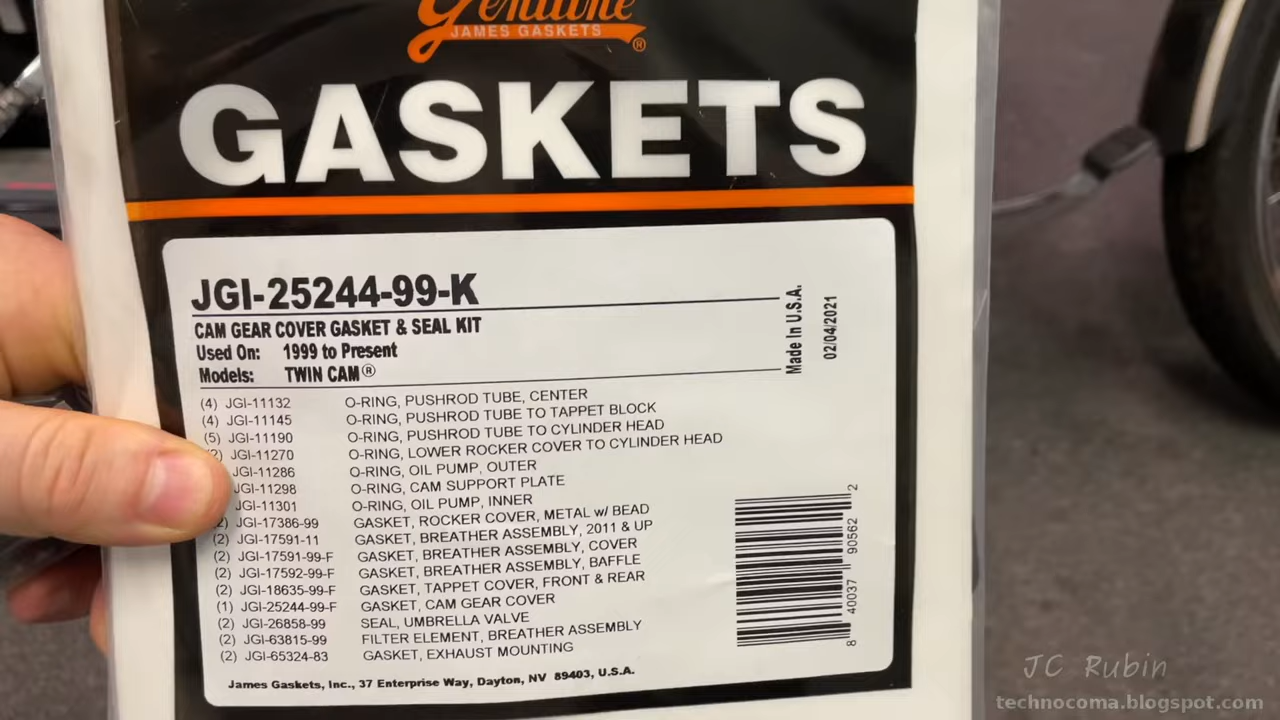 Genuine
JAMES GASKETS ®
GASKETS
JGI-25244-99-K
CAM GEAR COVER GASKET & SEAL KIT
Used On: 1999 to Present
Models: TWIN CAM®
Made In U.S.A.
02/04/2021
(4) JGI-11132 O-RING, PUSHROD TUBE, CENTER
(4) JGI-11145 O-RING, PUSHROD TUBE TO TAPPET BLOCK
(5) JGI-11190 O-RING, PUSHROD TUBE TO CYLINDER HEAD
2) JGI-11270 O-RING, LOWER ROCKER COVER TO CYLINDER HEAD
JGI-11286 O-RING, OIL PUMP, OUTER
JGI-11298 O-RING, CAM SUPPORT PLATE
JGI-11301 O-RING, OIL PUMP, INNER
2) JGI-17386-99 GASKET, ROCKER COVER, METAL w/ BEAD
(2) JGI-17591-11 GASKET, BREATHER ASSEMBLY, 2011 & UP
(2) JGI-17591-99-F GASKET, BREATHER ASSEMBLY, COVER
(2) JGI-17592-99-F GASKET, BREATHER ASSEMBLY, BAFFLE
(2) JGI-18635-99-F GASKET, TAPPET COVER, FRONT & REAR
(1) JGI-25244-99-F GASKET, CAM GEAR COVER
(2) JGI-26858-99 SEAL, UMBRELLA VALVE
(2) JGI-63815-99 FILTER ELEMENT, BREATHER ASSEMBLY
(2) JGI-65324-83 GASKET, EXHAUST MOUNTING
8 40037 90562 2
James Gaskets, Inc., 37 Enterprise Way, Dayton, NV 89403, U.S.A.
JC Rubin
technocoma.blogspot.com